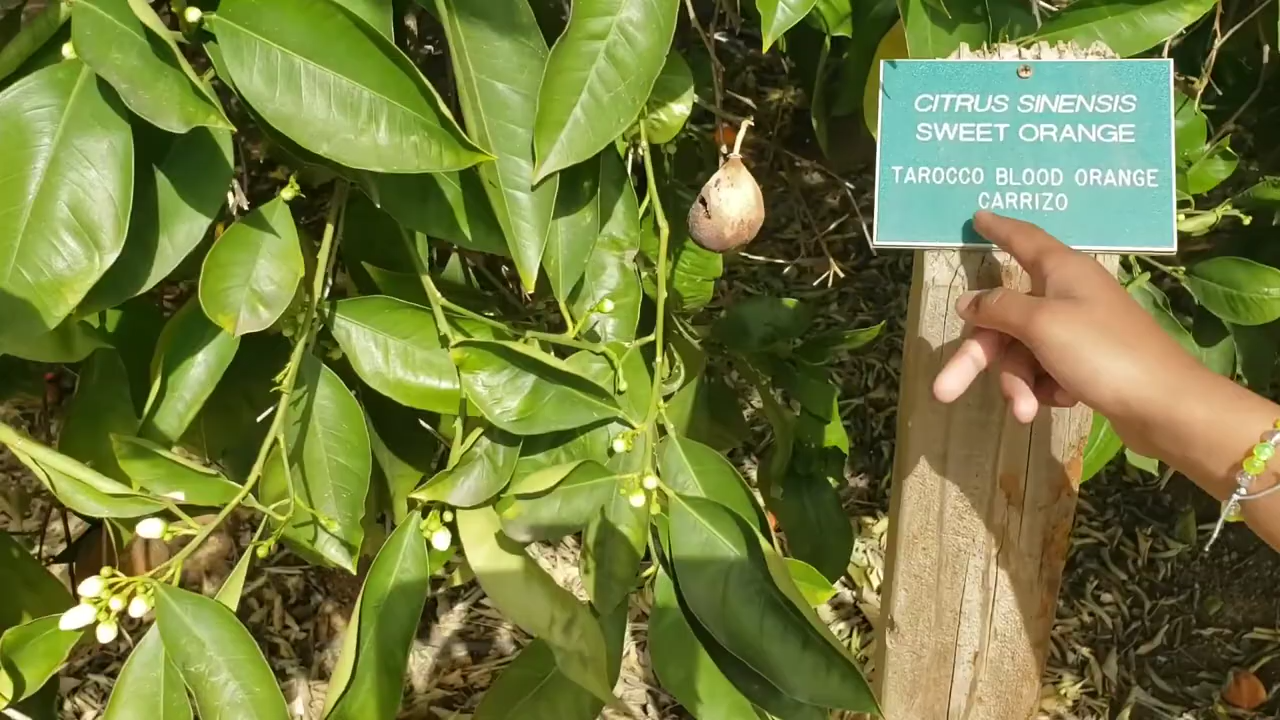 CITRUS SINENSIS
SWEET ORANGE
TAROCCO BLOOD ORANGE
CARRIZO